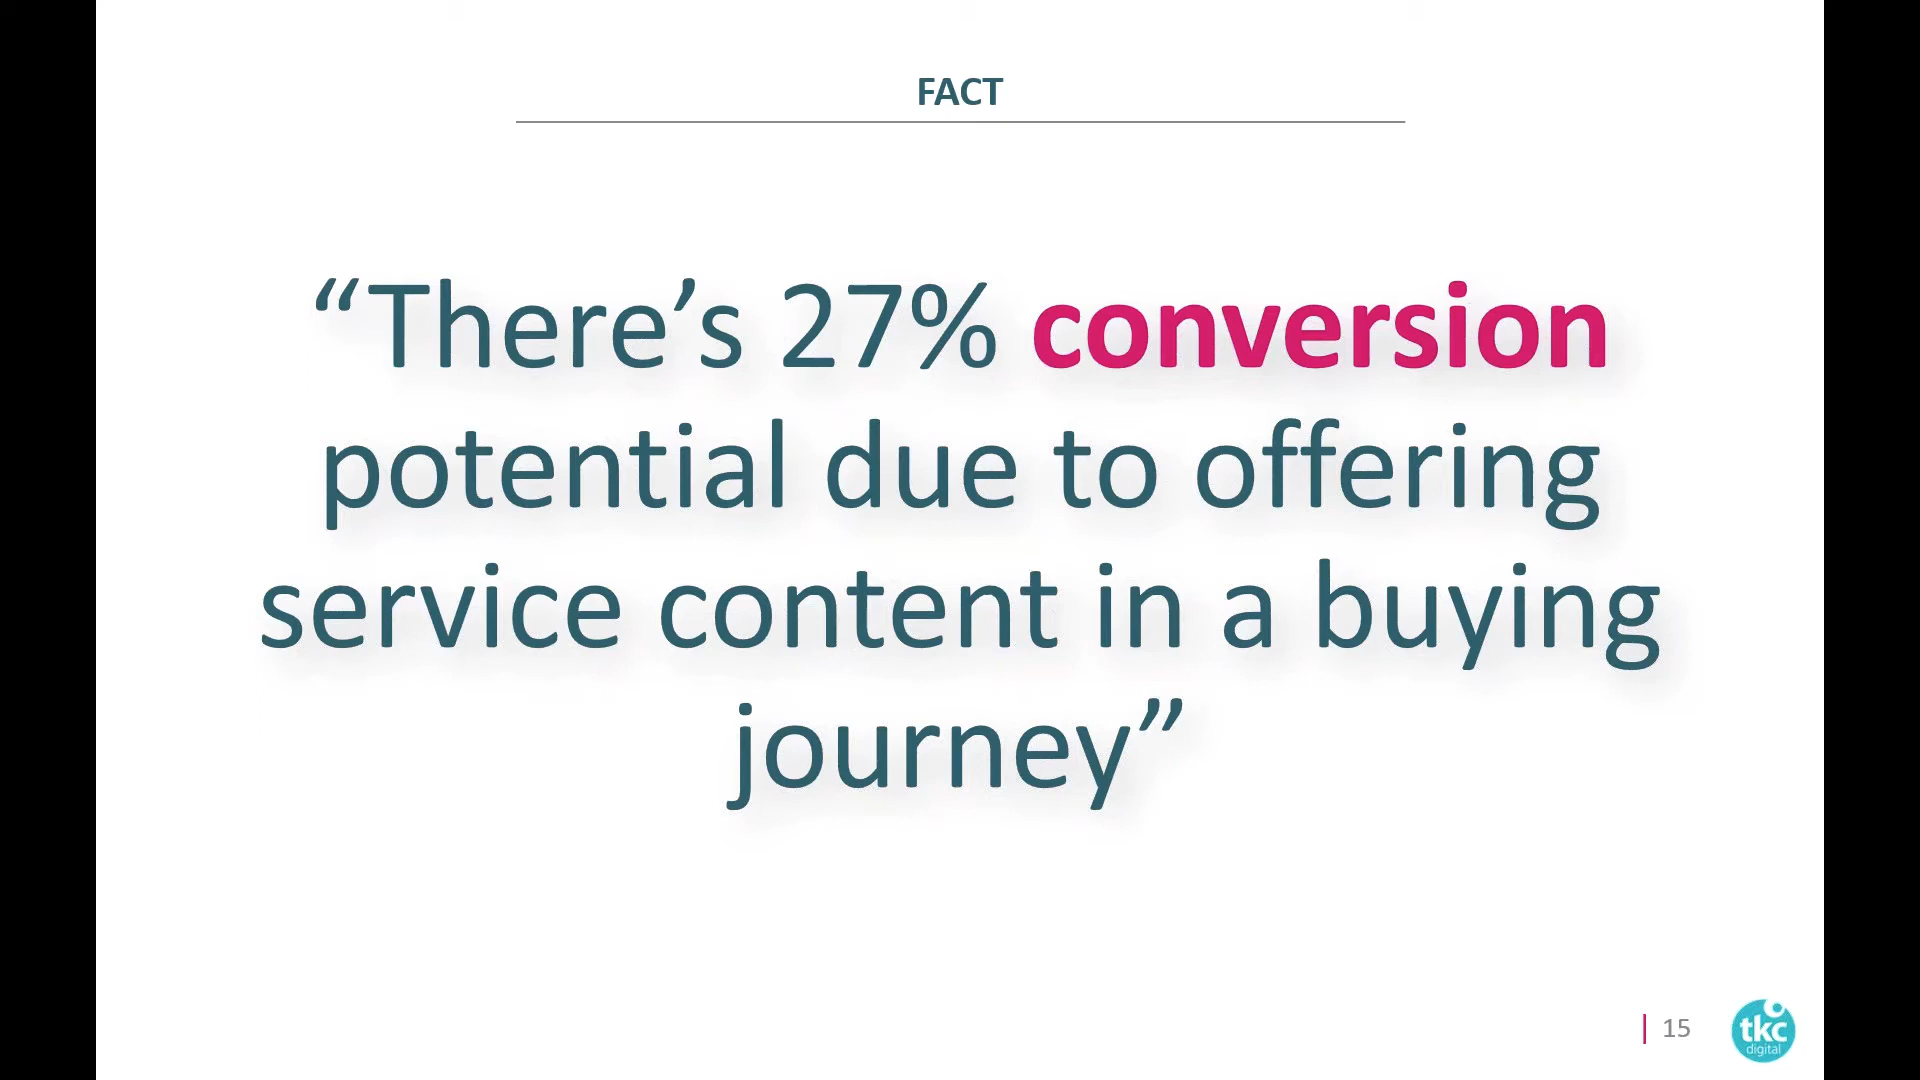 FACT
“There’s 27% conversion
potential due to offering
service content in a buying
journey”
15
tkc
digital